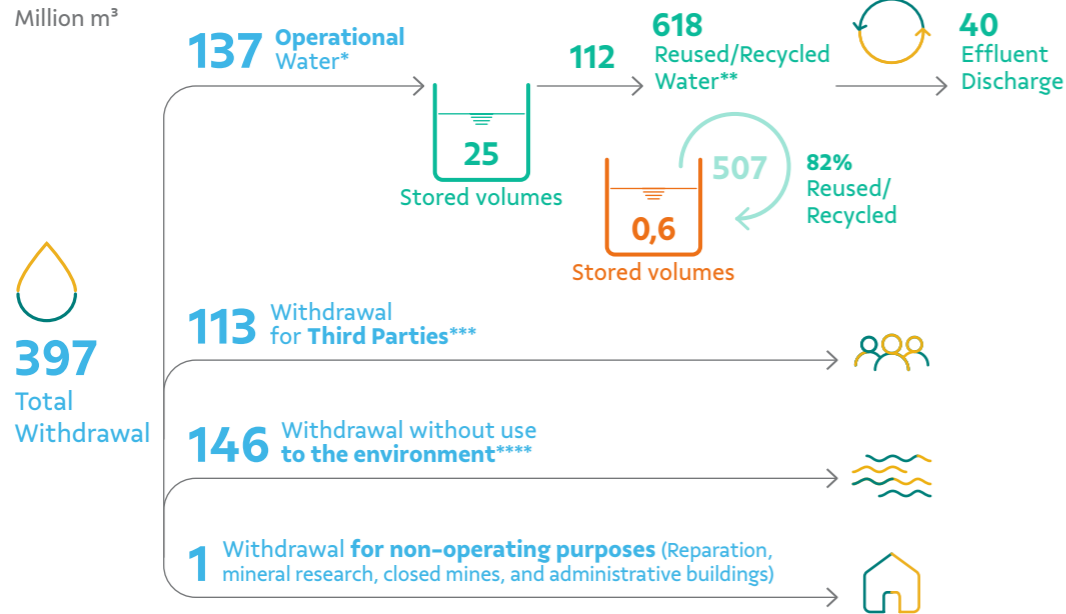 Million m³
137 Operational
Water*
25
Stored volumes
112
618
Reused/Recycled
Water**
40
Effluent
Discharge
507
82%
Reused/
Recycled
0,6
Stored volumes
397
Total
Withdrawal
113 Withdrawal
for Third Parties***
146 Withdrawal without use
to the environment****
1 Withdrawal for non-operating purposes (Reparation,
mineral research, closed mines, and administrative buildings)